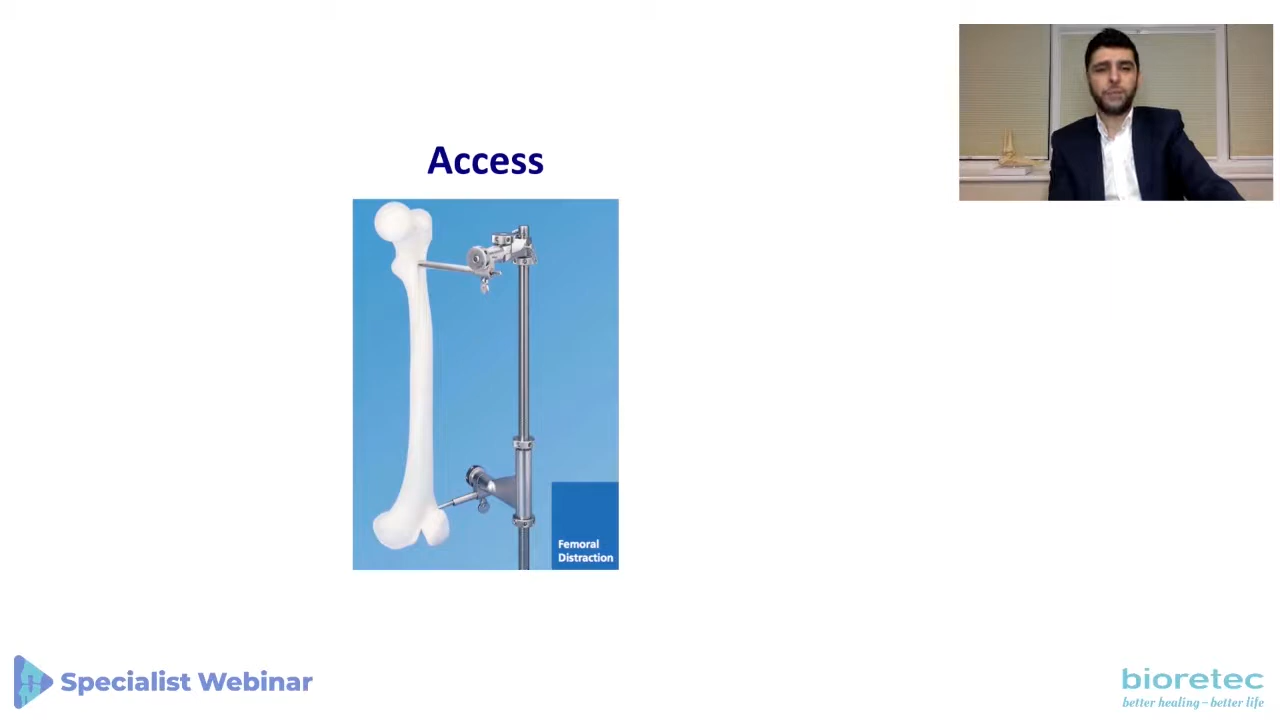 Access
Femoral
Distraction
Specialist Webinar
bioretec
better healing – better life